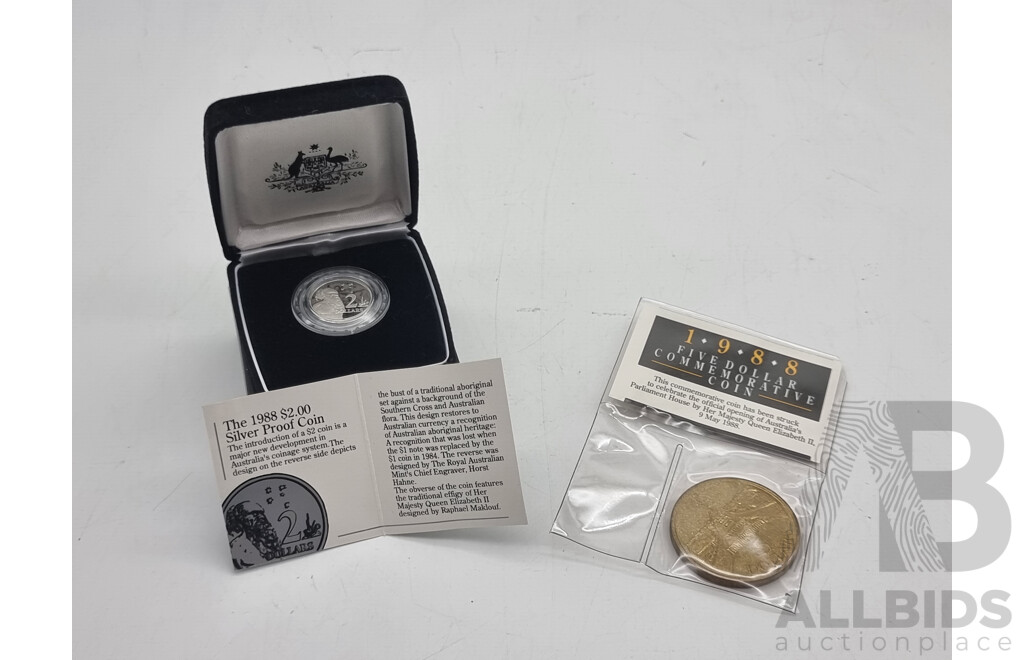 2
DOLLARS
The 1988 $2.00
Silver Proof Coin
The introduction of a $2 coin is a
major new development in
Australia's coinage system. The
design on the reverse side depicts
2
DOLLARS
the bust of a traditional aboriginal
set against a background of the
Southern Cross and Australian
flora. This design restores to
Australian currency a recognition
of Australian aboriginal heritage:
A recognition that was lost when
the $1 note was replaced by the
$1 coin in 1984. The reverse was
designed by The Royal Australian
Mint's Chief Engraver, Horst
Hahne.
The obverse of the coin features
the traditional effigy of Her
Majesty Queen Elizabeth II
designed by Raphael Maklouf.
1·9·8·8
FIVE DOLLAR
COMMEMORATIVE
COIN
This commemorative coin has been struck
to celebrate the official opening of Australia's
Parliament House by Her Majesty Queen Elizabeth II,
9 May 1988.
AB
ALLBIDS
auctionplace